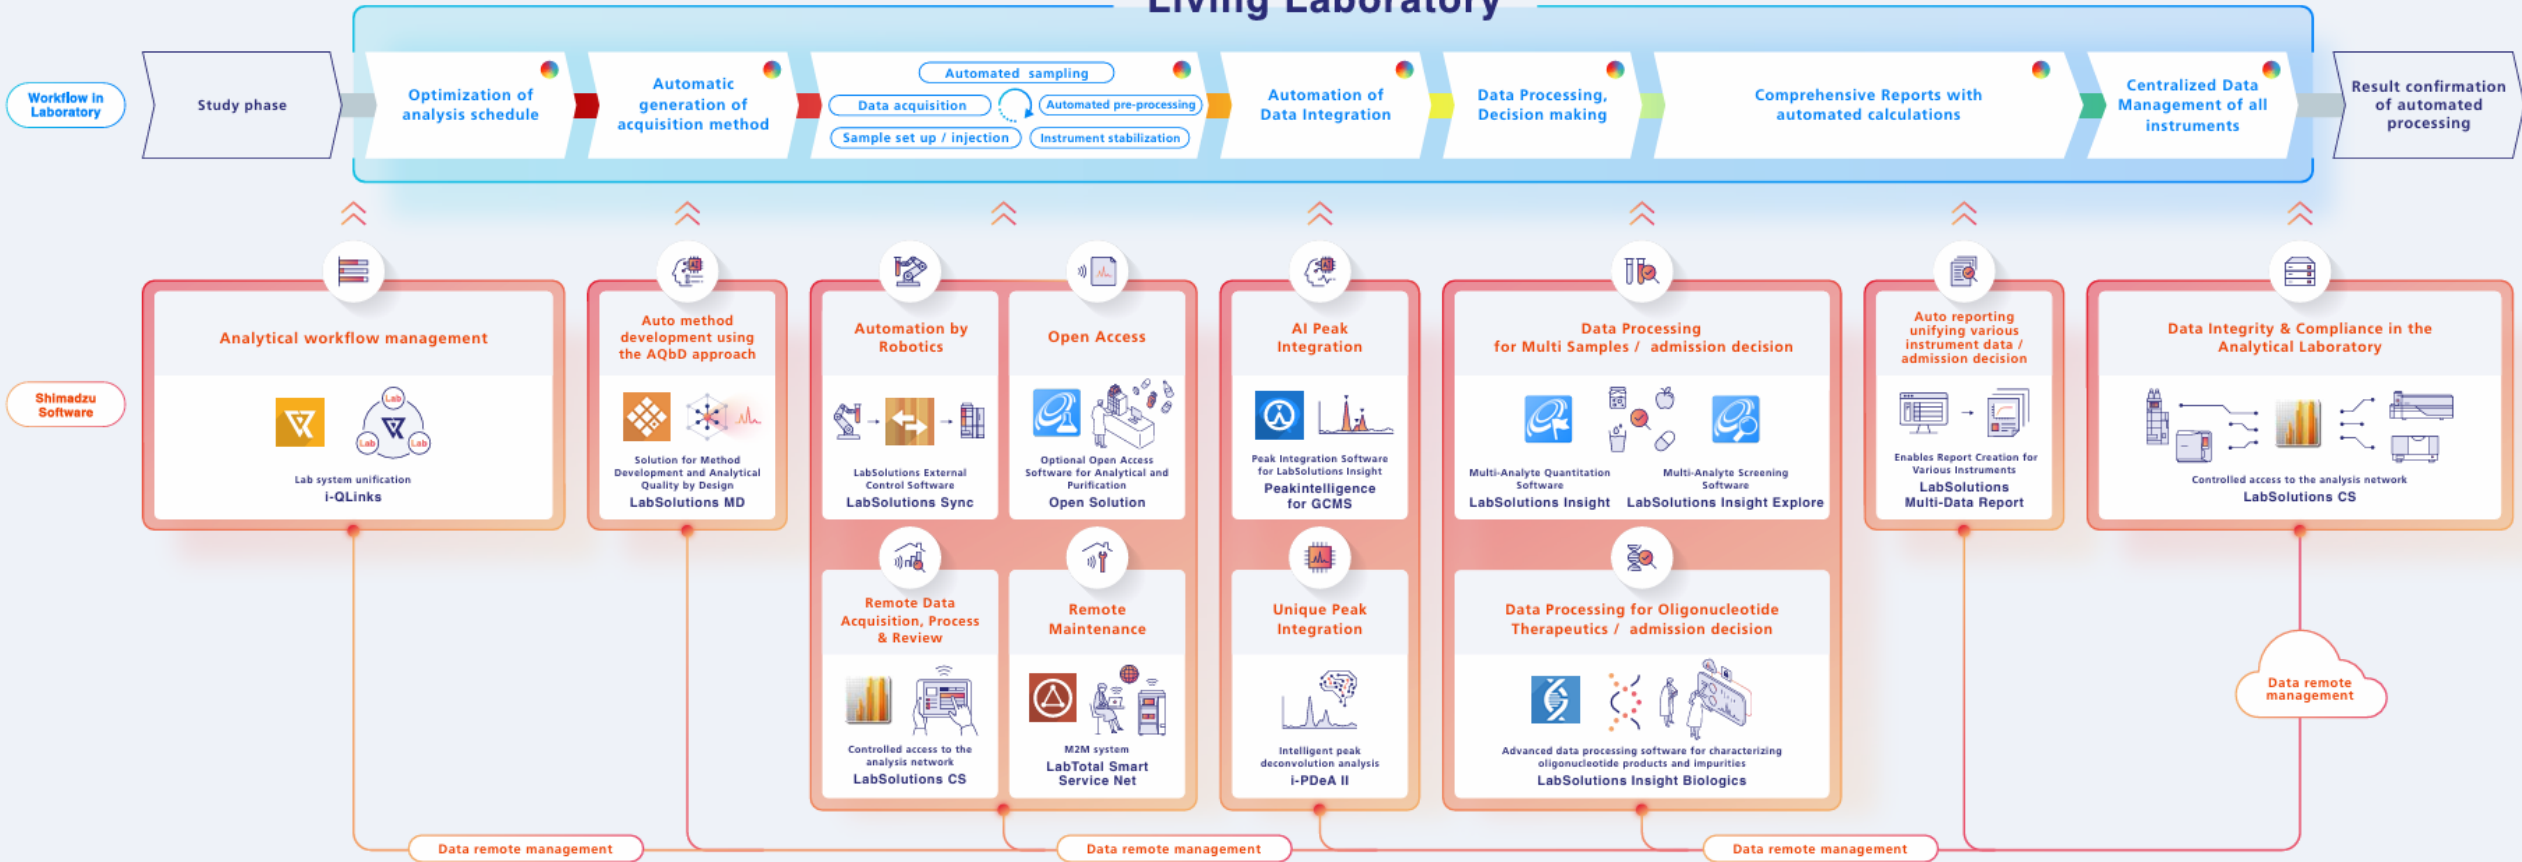 Living Laboratory
Workflow in
Laboratory
Study phase
Optimization of
analysis schedule
Automatic
generation of
acquisition method
Automated sampling
Data acquisition
Automated pre-processing
Sample set up / injection
Instrument stabilization
Automation of
Data Integration
Data Processing,
Decision making
Comprehensive Reports with
automated calculations
Centralized Data
Management of all
instruments
Result confirmation
of automated
processing
Shimadzu
Software
Analytical workflow management
Lab
Lab
Lab
Lab system unification
i-QLinks
Auto method
development using
the AQbD approach
Solution for Method
Development and Analytical
Quality by Design
LabSolutions MD
Automation by
Robotics
LabSolutions External
Control Software
LabSolutions Sync
Open Access
Optional Open Access
Software for Analytical and
Purification
Open Solution
Remote Data
Acquisition, Process
& Review
Controlled access to the
analysis network
LabSolutions CS
Remote
Maintenance
M2M system
LabTotal Smart
Service Net
AI Peak
Integration
Peak Integration Software
for LabSolutions Insight
Peakintelligence
for GCMS
Unique Peak
Integration
Intelligent peak
deconvolution analysis
i-PDeA II
Data Processing
for Multi Samples / admission decision
Multi-Analyte Quantitation
Software
LabSolutions Insight
Multi-Analyte Screening
Software
LabSolutions Insight Explore
Data Processing for Oligonucleotide
Therapeutics / admission decision
Advanced data processing software for characterizing
oligonucleotide products and impurities
LabSolutions Insight Biologics
Auto reporting
unifying various
instrument data /
admission decision
Enables Report Creation for
Various Instruments
LabSolutions
Multi-Data Report
Data Integrity & Compliance in the
Analytical Laboratory
Controlled access to the analysis network
LabSolutions CS
Data remote
management
Data remote management
Data remote management
Data remote management